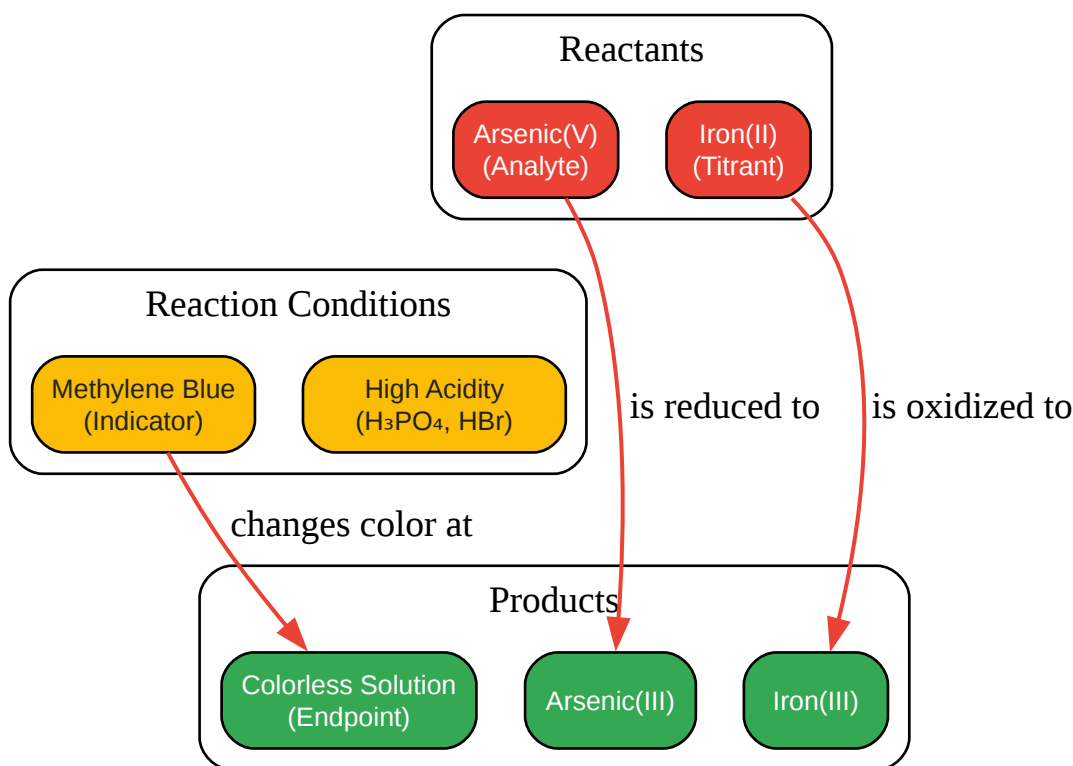 Reactants
Arsenic(V)
(Analyte)
Iron(II)
(Titrant)
Reaction Conditions
Methylene Blue
(Indicator)
High Acidity
(H₃PO₄, HBr)
is reduced to
is oxidized to
changes color at
Products
Colorless Solution
(Endpoint)
Arsenic(III)
Iron(III)